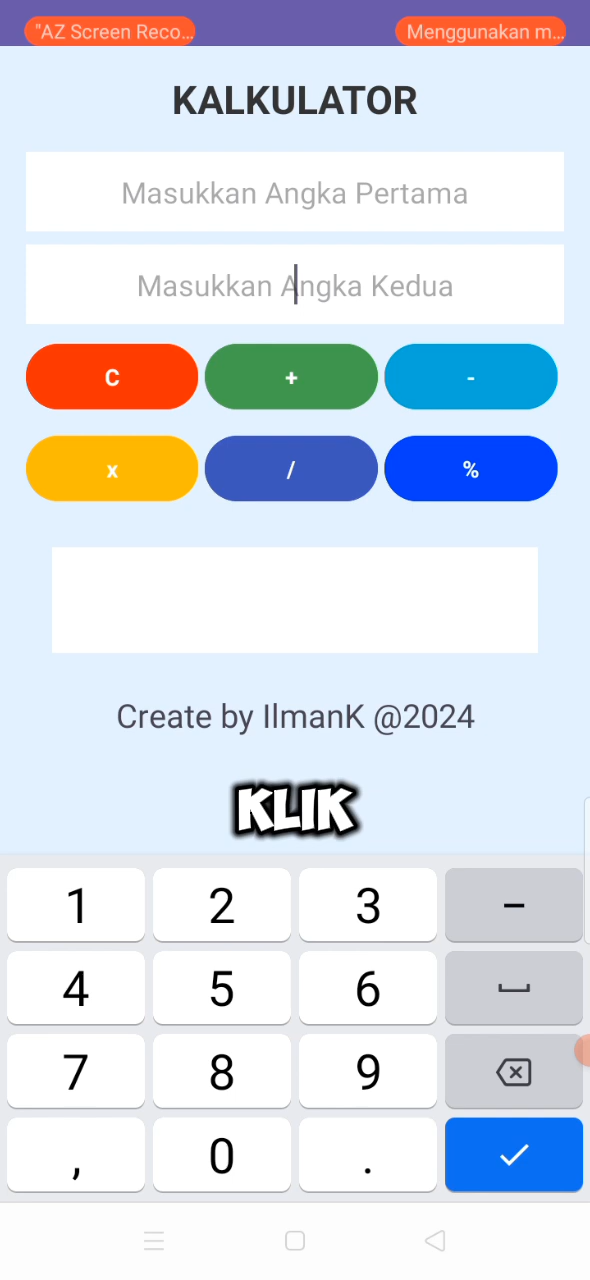 "AZ Screen Reco... Menggunakan m...
KALKULATOR
Masukkan Angka Pertama
Masukkan Angka Kedua
C + -
x / %
Create by IlmanK @2024
KLIK
1 2 3 -
4 5 6
7 8 9
, 0 .